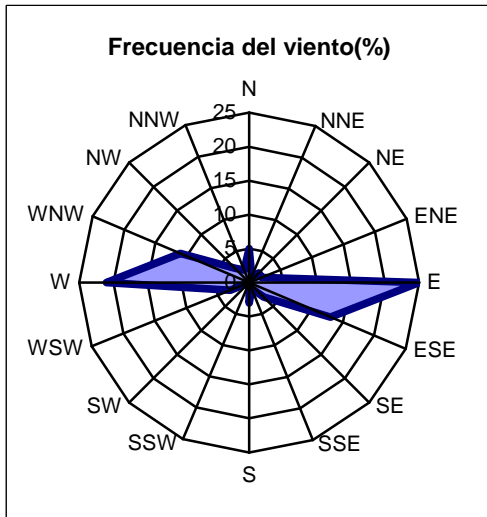 Frecuencia del viento(%)
N
NNW
NNE
25
20
15
10
5
0
NW
NE
WNW
ENE
W
E
WSW
ESE
SW
SE
SSW
SSE
S